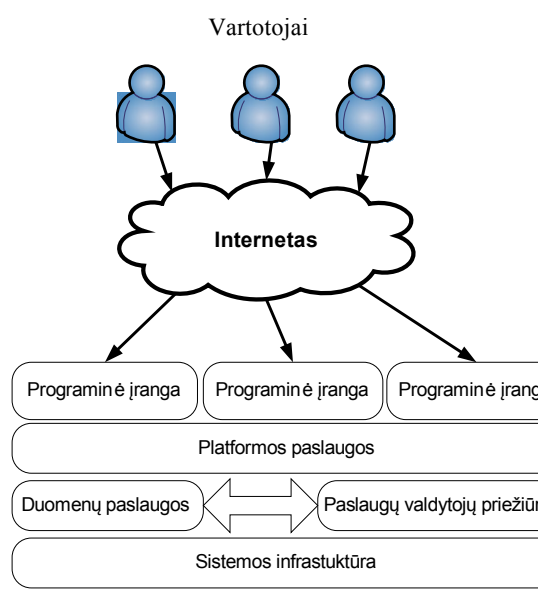 Vartotojai
Internetas
Programinė įranga
Programinė įranga
Programinė įrang
Platformos paslaugos
Duomenų paslaugos
Paslaugų valdytojų priežiūr
Sistemos infrastuktūra